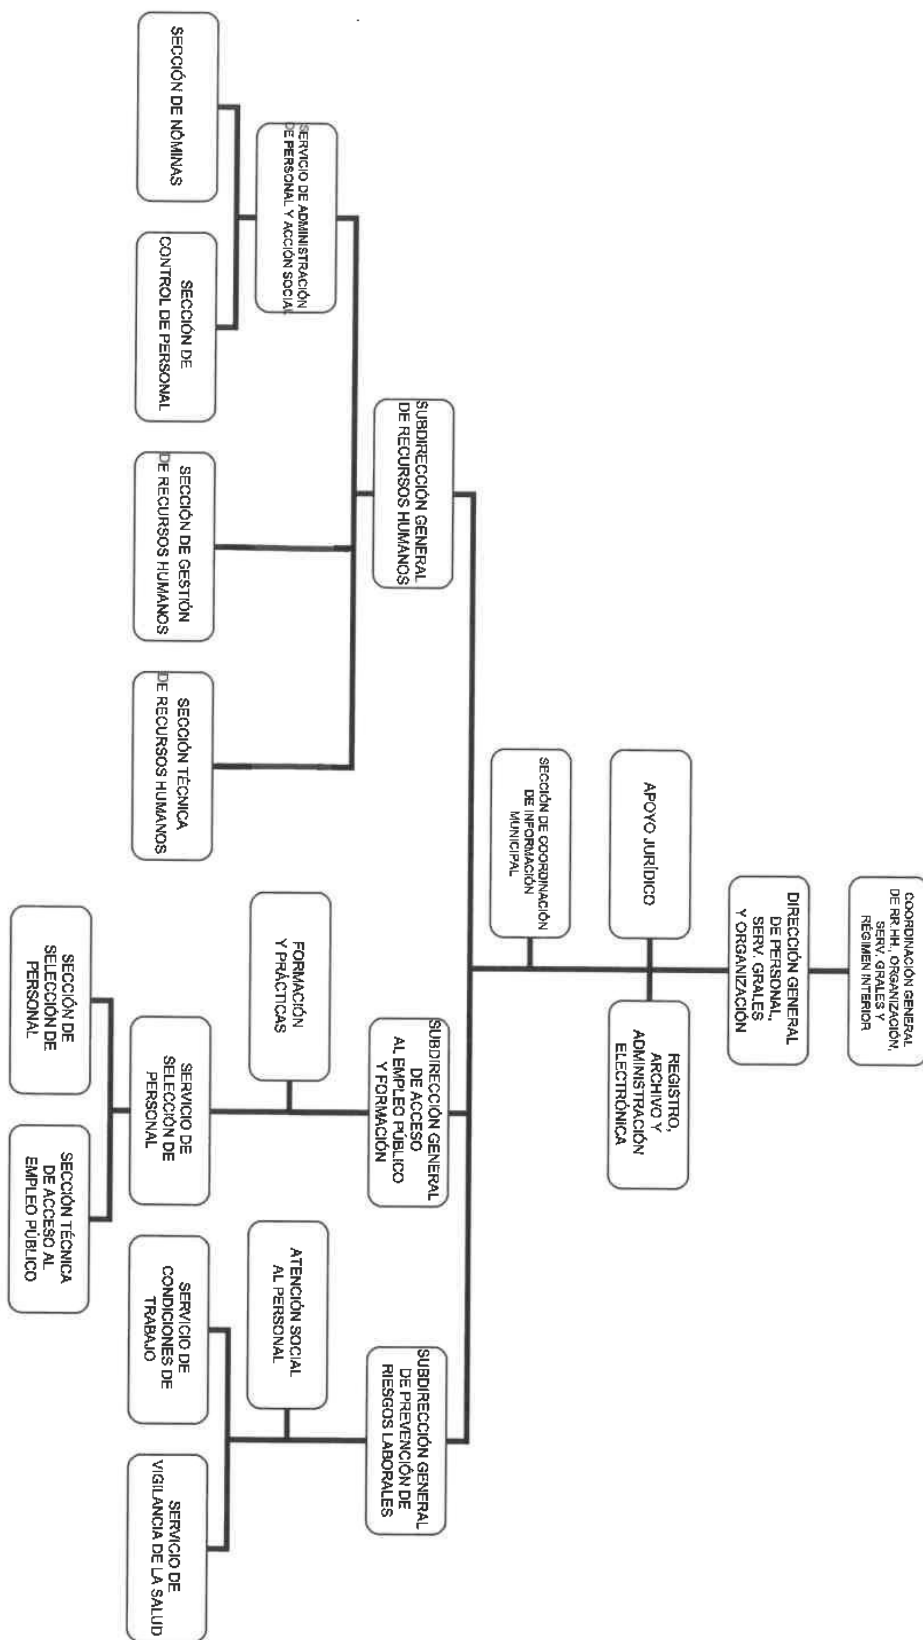 COORDINACIÓN GENERAL
DE RR.HH., ORGANIZACIÓN,
SERV. GRALES Y
RÉGIMEN INTERIOR
DIRECCIÓN GENERAL
DE PERSONAL,
SERV. GRALES
Y ORGANIZACIÓN
APOYO JURÍDICO
REGISTRO,
ARCHIVO Y
ADMINISTRACIÓN
ELECTRÓNICA
SECCIÓN DE COORDINACIÓN
DE INFORMACIÓN
MUNICIPAL
SUBDIRECCIÓN GENERAL
DE RECURSOS HUMANOS
SUBDIRECCIÓN GENERAL
DE ACCESO
AL EMPLEO PÚBLICO
Y FORMACIÓN
SUBDIRECCIÓN GENERAL
DE PREVENCIÓN DE
RIESGOS LABORALES
SERVICIO DE ADMINISTRACIÓN
DE PERSONAL Y ACCIÓN SOCIAL
FORMACIÓN
Y PRÁCTICAS
ATENCIÓN SOCIAL
AL PERSONAL
SECCIÓN DE NÓMINAS
SECCIÓN DE
CONTROL DE PERSONAL
SECCIÓN DE GESTIÓN
DE RECURSOS HUMANOS
SECCIÓN TÉCNICA
DE RECURSOS HUMANOS
SERVICIO DE
SELECCIÓN DE
PERSONAL
SERVICIO DE
CONDICIONES DE
TRABAJO
SERVICIO DE
VIGILANCIA DE LA SALUD
SECCIÓN DE
SELECCIÓN DE
PERSONAL
SECCIÓN TÉCNICA
DE ACCESO AL
EMPLEO PÚBLICO